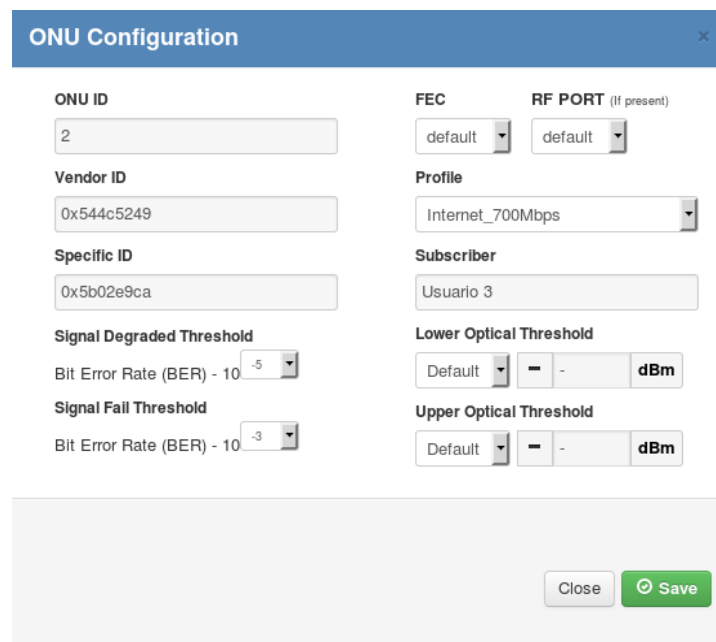 ONU Configuration ×
ONU ID
2
Vendor ID
0x544c5249
Specific ID
0x5b02e9ca
Signal Degraded Threshold
Bit Error Rate (BER) - 10 -5
Signal Fail Threshold
Bit Error Rate (BER) - 10 -3
FEC RF PORT (If present)
default default
Profile
Internet_700Mbps
Subscriber
Usuario 3
Lower Optical Threshold
Default - - dBm
Upper Optical Threshold
Default - - dBm
Close Save